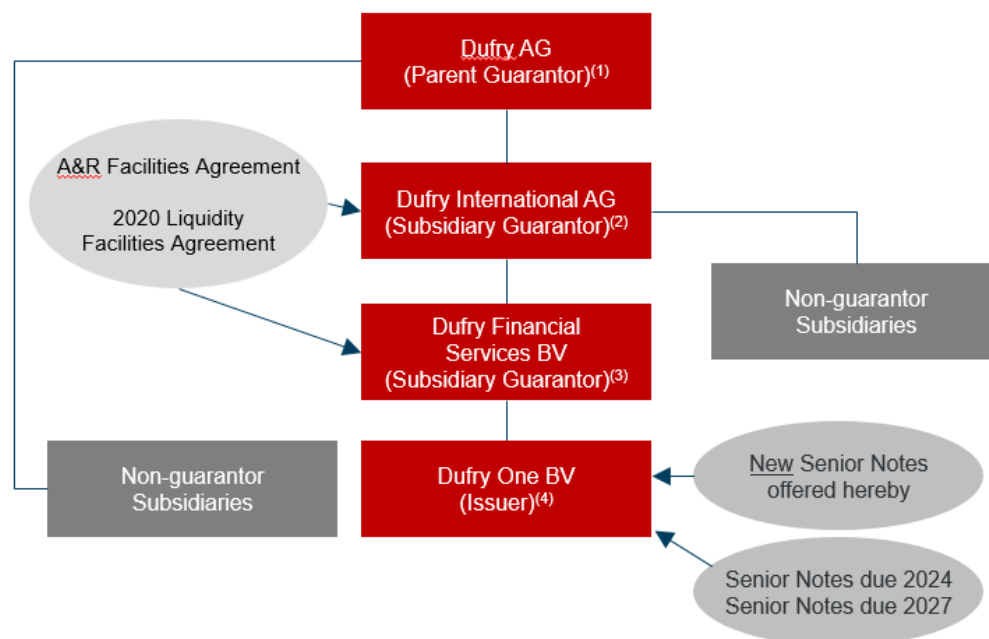 Dufry AG
(Parent Guarantor)(1)
A&R Facilities Agreement
2020 Liquidity
Facilities Agreement
Dufry International AG
(Subsidiary Guarantor)(2)
Non-guarantor
Subsidiaries
Dufry Financial
Services BV
(Subsidiary Guarantor)(3)
Non-guarantor
Subsidiaries
Dufry One BV
(Issuer)(4)
New Senior Notes
offered hereby
Senior Notes due 2024
Senior Notes due 2027